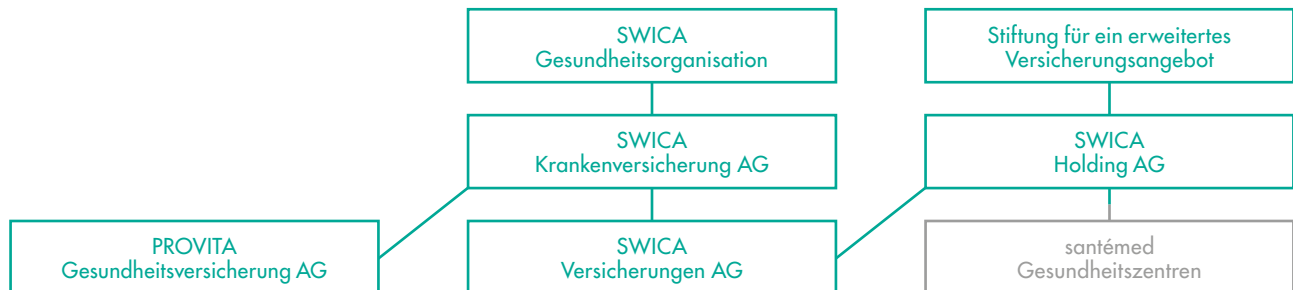 SWICA
Gesundheitsorganisation
Stiftung für ein erweitertes
Versicherungsangebot
SWICA
Krankenversicherung AG
SWICA
Holding AG
PROVITA
Gesundheitsversicherung AG
SWICA
Versicherungen AG
santémed
Gesundheitszentren